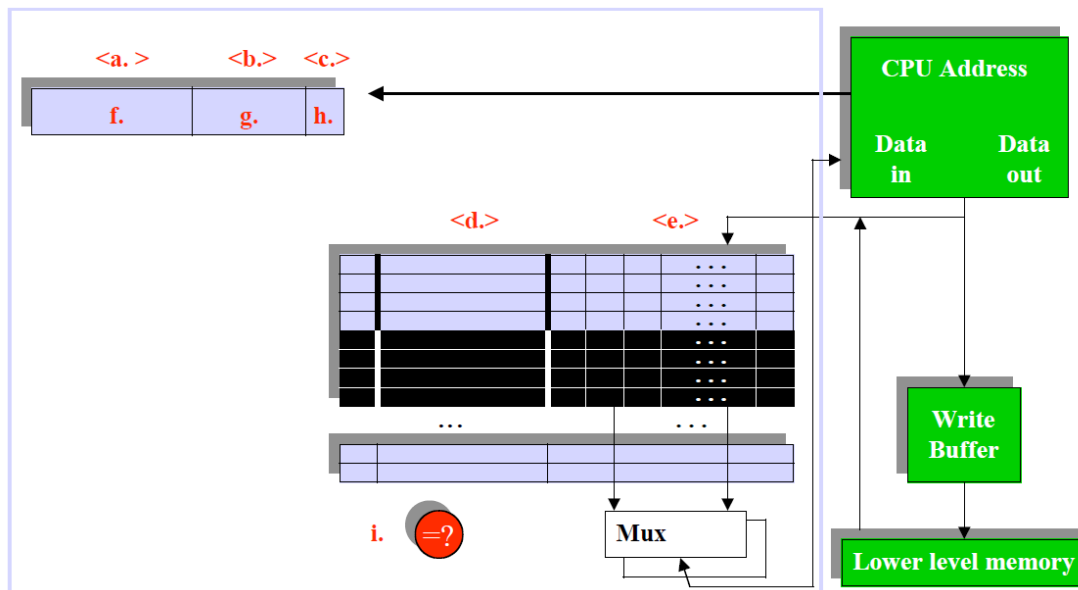 <a. > <b.> <c.>
f. g. h.
CPU Address
Data in
Data out
<d.> <e.>
. . .
. . .
. . .
. . .
. . .
. . .
. . .
. . .
... ...
Write
Buffer
i. =? Mux
Lower level memory